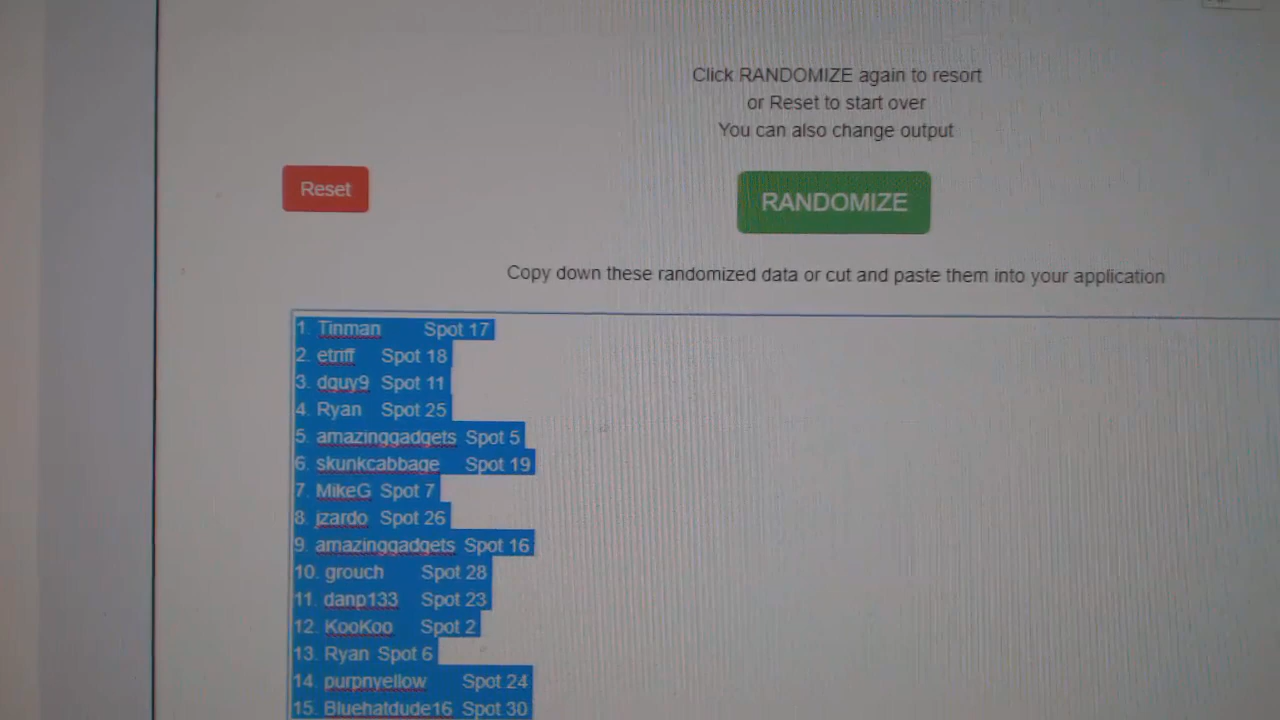 Click RANDOMIZE again to resort
or Reset to start over
You can also change output
Reset
RANDOMIZE
Copy down these randomized data or cut and paste them into your application
1. Tinman Spot 17
2. etriff Spot 18
3. dguy9 Spot 11
4. Ryan Spot 25
5. amazinggadgets Spot 5
6. skunkcabbage Spot 19
7. MikeG Spot 7
8. jzardo Spot 26
9. amazinggadgets Spot 16
10. grouch Spot 28
11. danp133 Spot 23
12. KooKoo Spot 2
13. Ryan Spot 6
14. purpnyellow Spot 24
15. Bluehatdude16 Spot 30